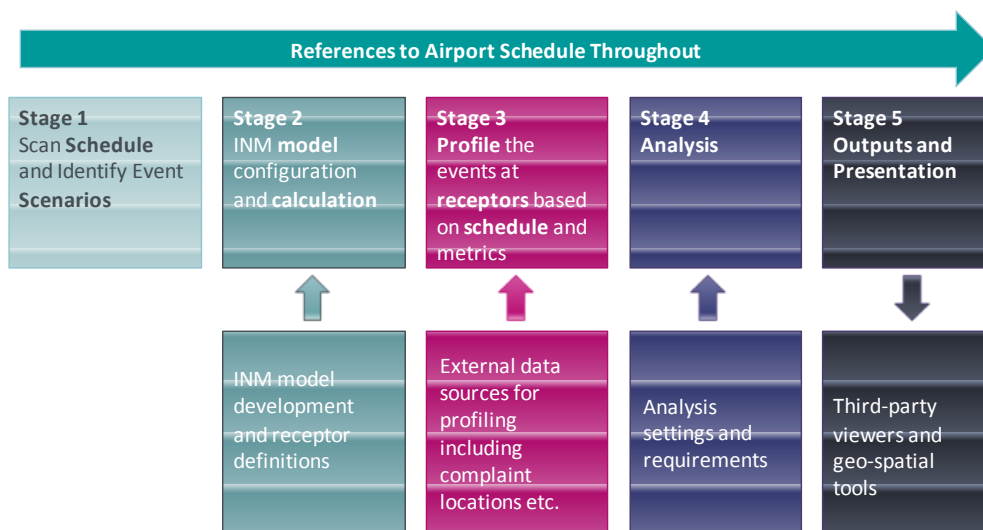 References to Airport Schedule Throughout
Stage 1
Scan Schedule
and Identify Event
Scenarios
Stage 2
INM model
configuration
and calculation
Stage 3
Profile the
events at
receptors based
on schedule and
metrics
Stage 4
Analysis
Stage 5
Outputs and
Presentation
INM model
development
and receptor
definitions
External data
sources for
profiling
including
complaint
locations etc.
Analysis
settings and
requirements
Third-party
viewers and
geo-spatial
tools